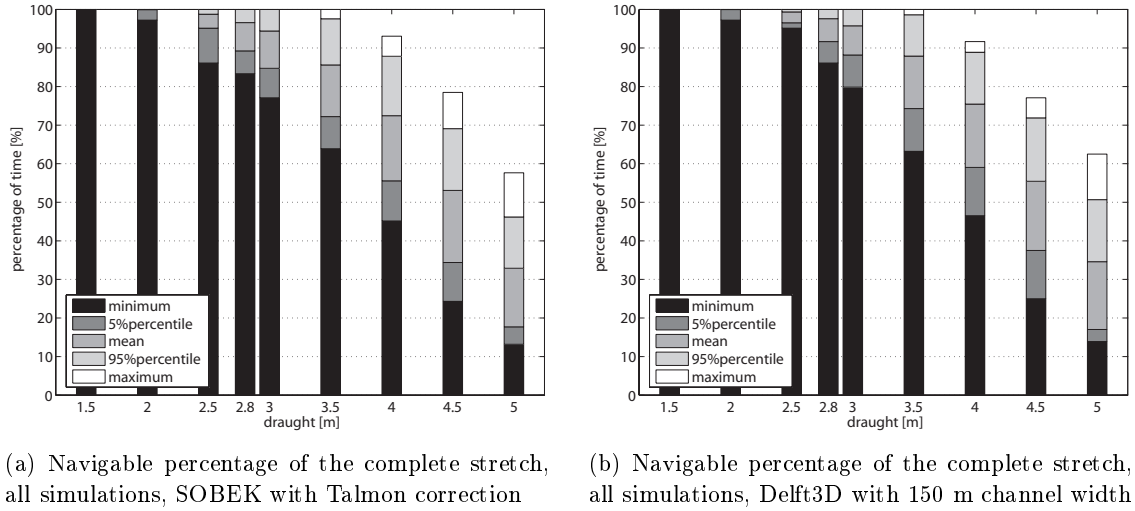 100
90
80
70
60
50
40
30
20
10
0
percentage of time [%]
minimum
5%percentile
mean
95%percentile
maximum
1.5 2 2.5 2.8 3 3.5 4 4.5 5
draught [m]
(a) Navigable percentage of the complete stretch,
all simulations, SOBEK with Talmon correction
100
90
80
70
60
50
40
30
20
10
0
percentage of time [%]
minimum
5%percentile
mean
95%percentile
maximum
1.5 2 2.5 2.8 3 3.5 4 4.5 5
draught [m]
(b) Navigable percentage of the complete stretch,
all simulations, Delft3D with 150 m channel width